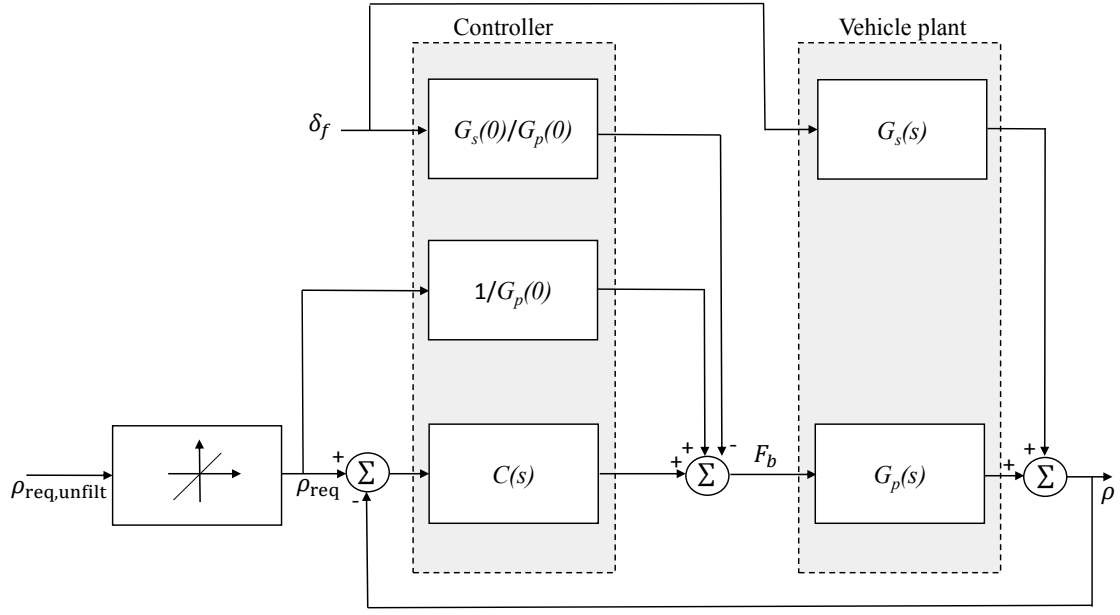 Controller
Vehicle plant
δ_f
G_s(0)/G_p(0)
G_s(s)
1/G_p(0)
ρ_req,unfilt
ρ_req
+
-
Σ
C(s)
+
+
-
Σ
F_b
G_p(s)
+
+
Σ
ρ